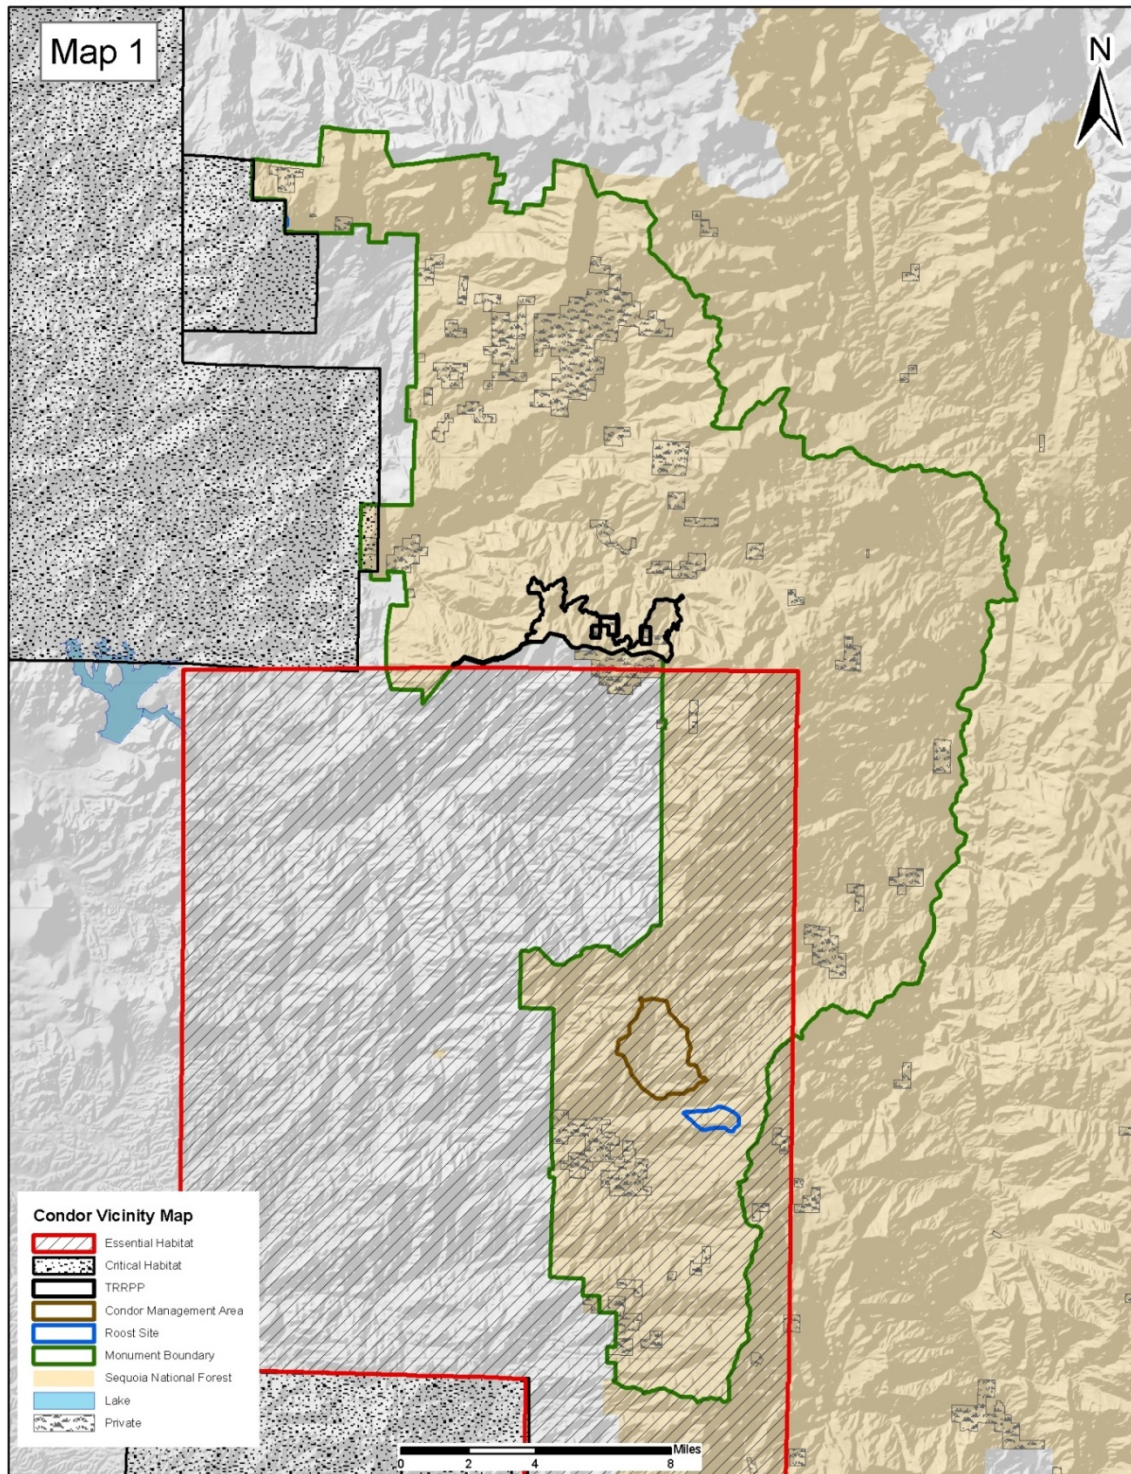 Map 1
N
Condor Vicinity Map
Essential Habitat
Critical Habitat
TRRPP
Condor Management Area
Roost Site
Monument Boundary
Sequoia National Forest
Lake
Private
Miles
0 2 4 8